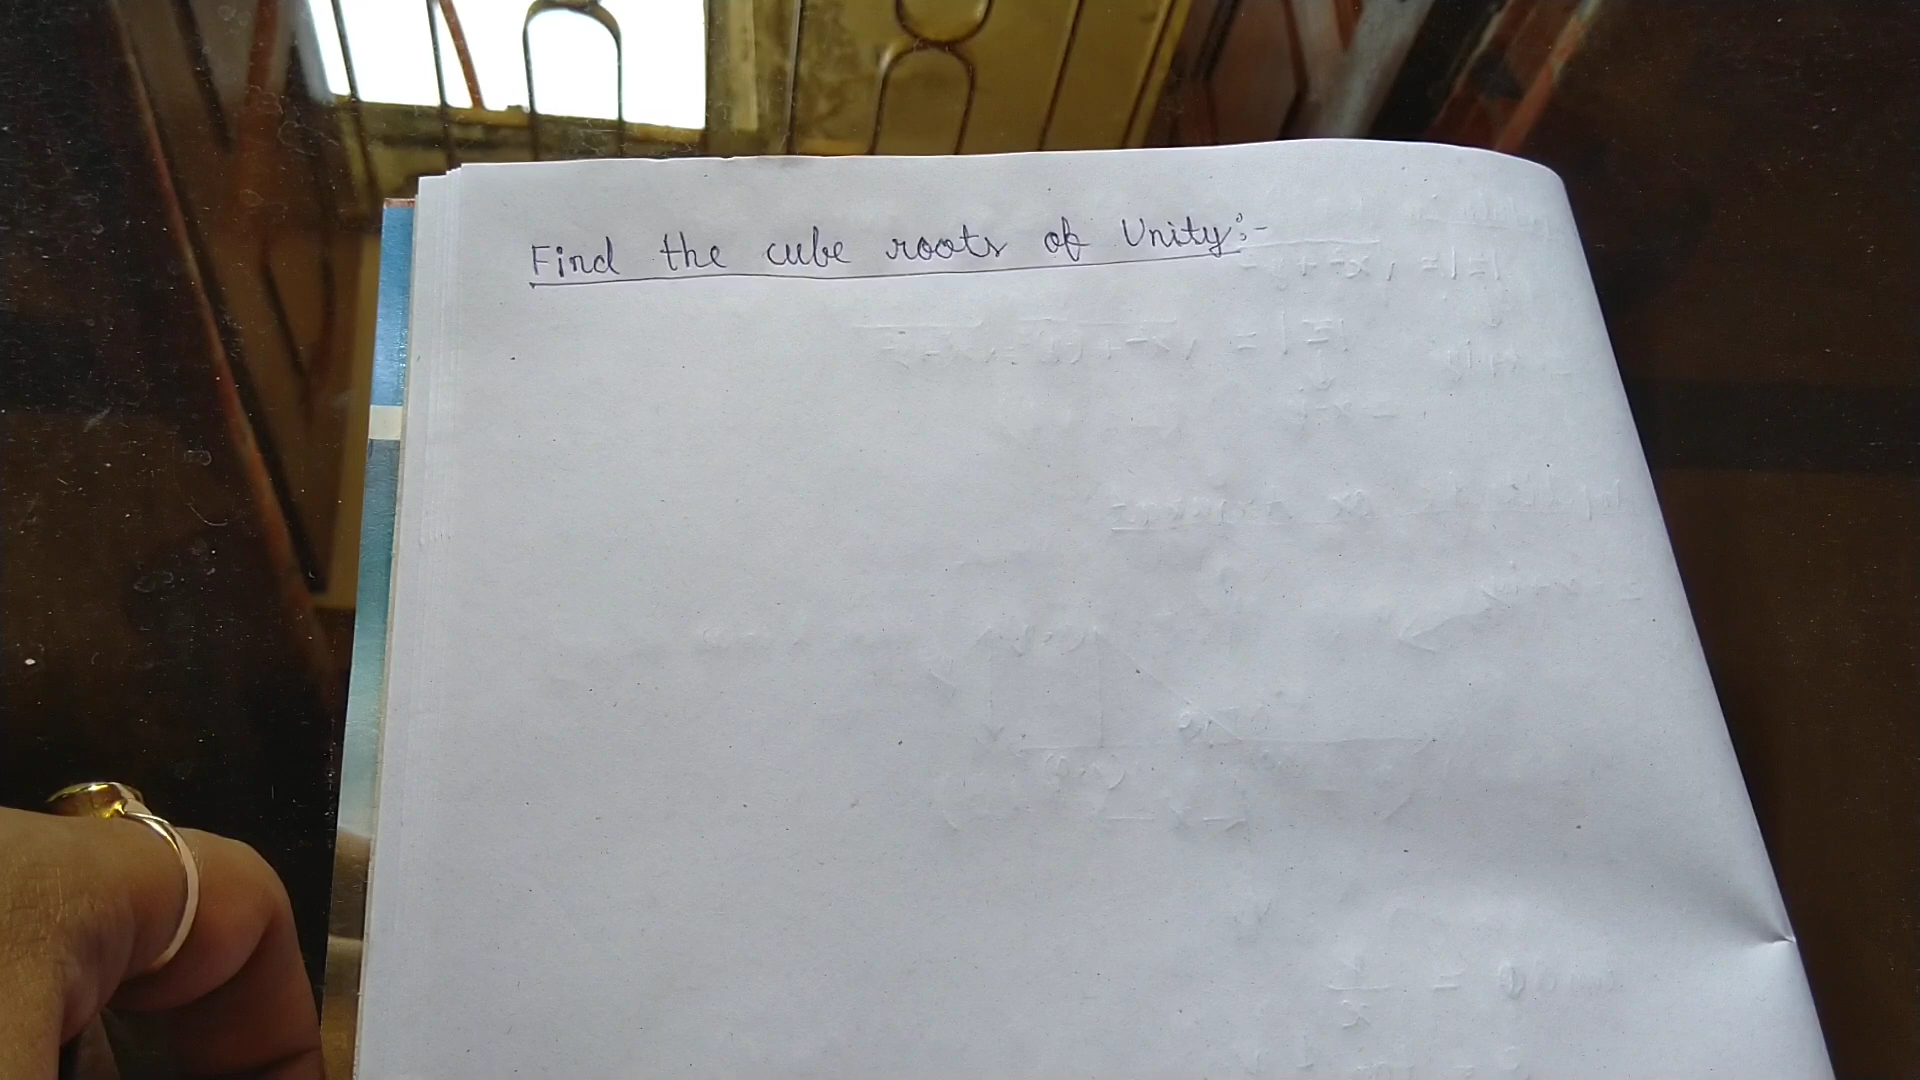 Find the cube roots of Unity:-